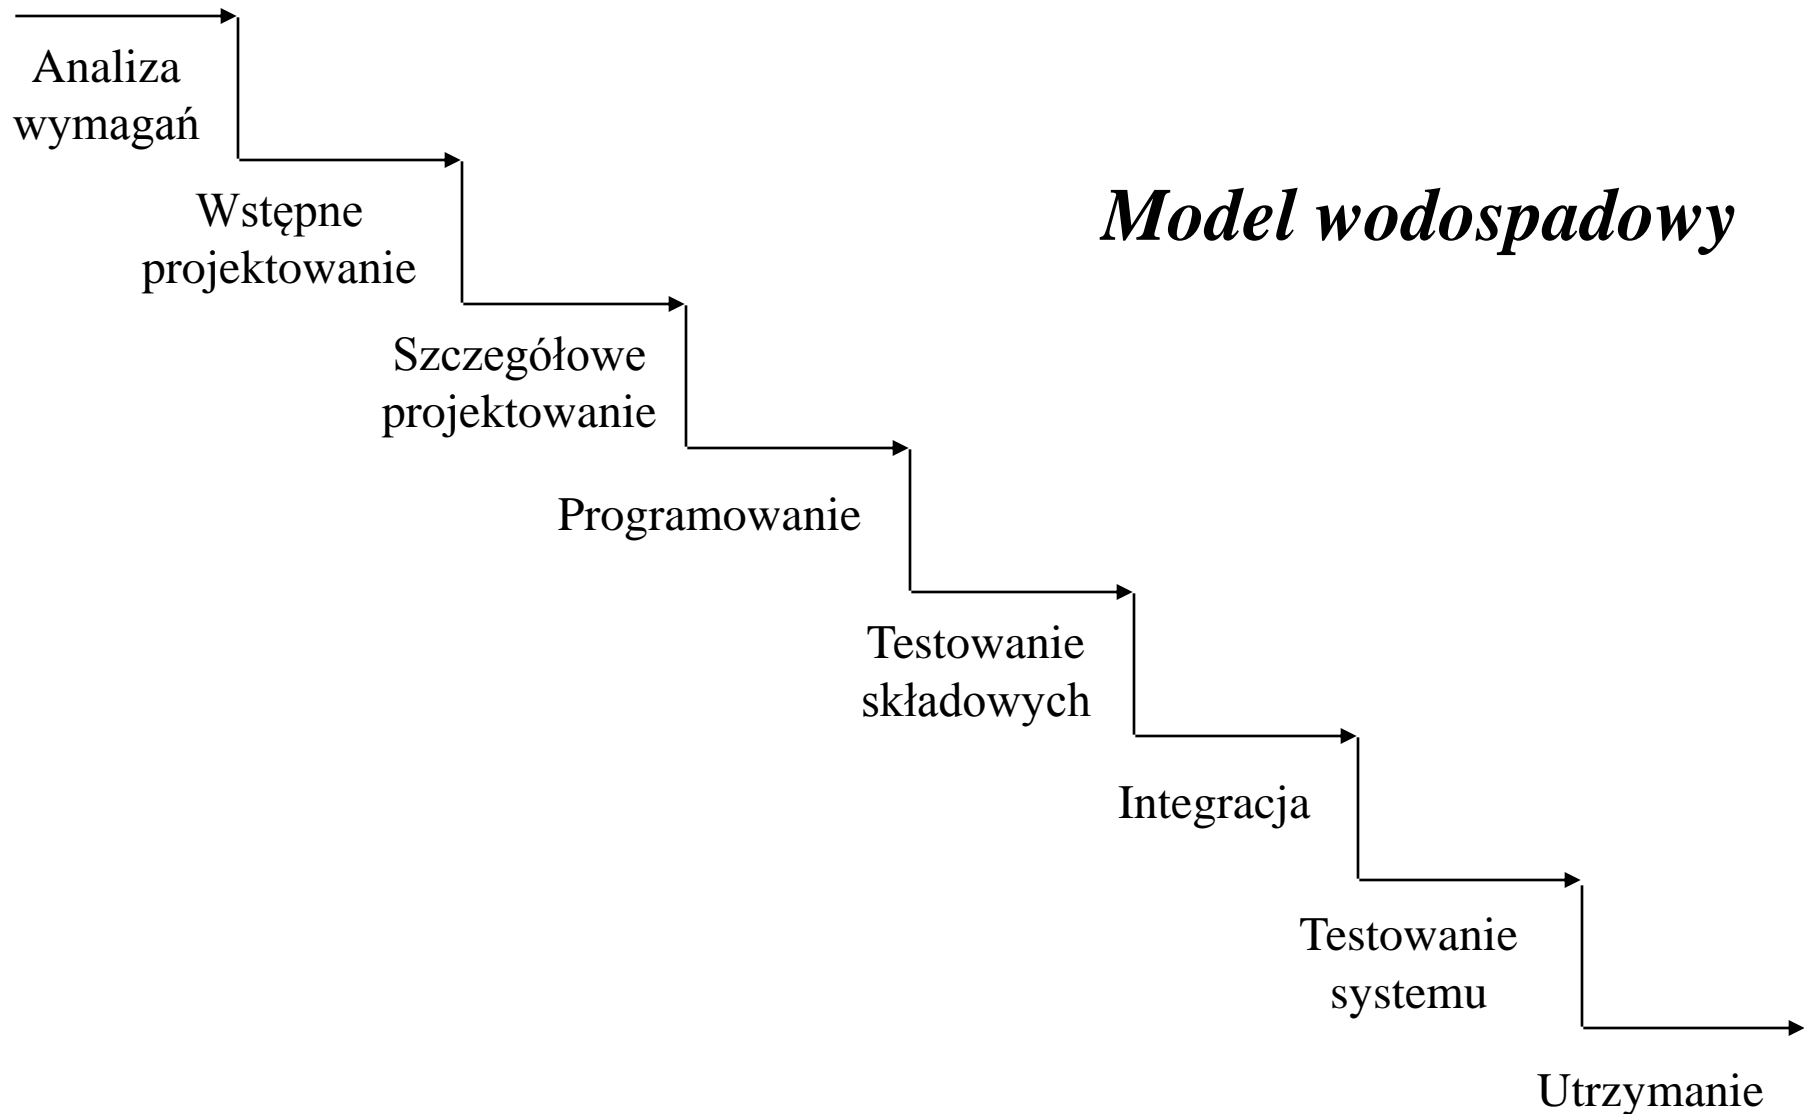 Analiza
wymagań
Wstępne
projektowanie
Model wodospadowy
Szczegółowe
projektowanie
Programowanie
Testowanie
składowych
Integracja
Testowanie
systemu
Utrzymanie